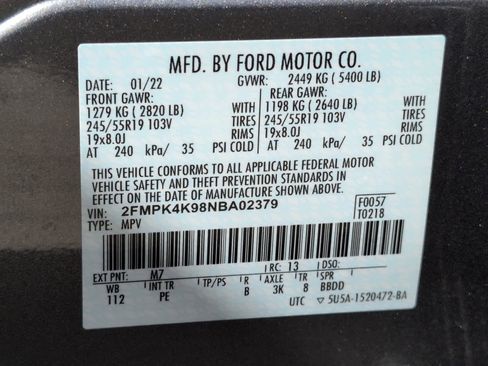 MFD. BY FORD MOTOR CO.
DATE: 01/22 GVWR: 2449 KG ( 5400 LB)
FRONT GAWR: REAR GAWR:
1279 KG ( 2820 LB) WITH 1198 KG ( 2640 LB) WITH
245/55R19 103V TIRES 245/55R19 103V TIRES
19x8.0J RIMS 19x8.0J RIMS
AT 240 kPa/ 35 PSI COLD AT 240 kPa/ 35 PSI COLD
THIS VEHICLE CONFORMS TO ALL APPLICABLE FEDERAL MOTOR
VEHICLE SAFETY AND THEFT PREVENTION STANDARDS IN
EFFECT ON THE DATE OF MANUFACTURE SHOWN ABOVE.
VIN: 2FMPK4K98NBA02379 F0057
TYPE: MPV T0218
EXT PNT: M7 RC: 13 DSO:
WB INT TR TP/PS R AXLE TR SPR
112 PE B 3K 8 BBDD
UTC ▽5U5A-1520472-BA